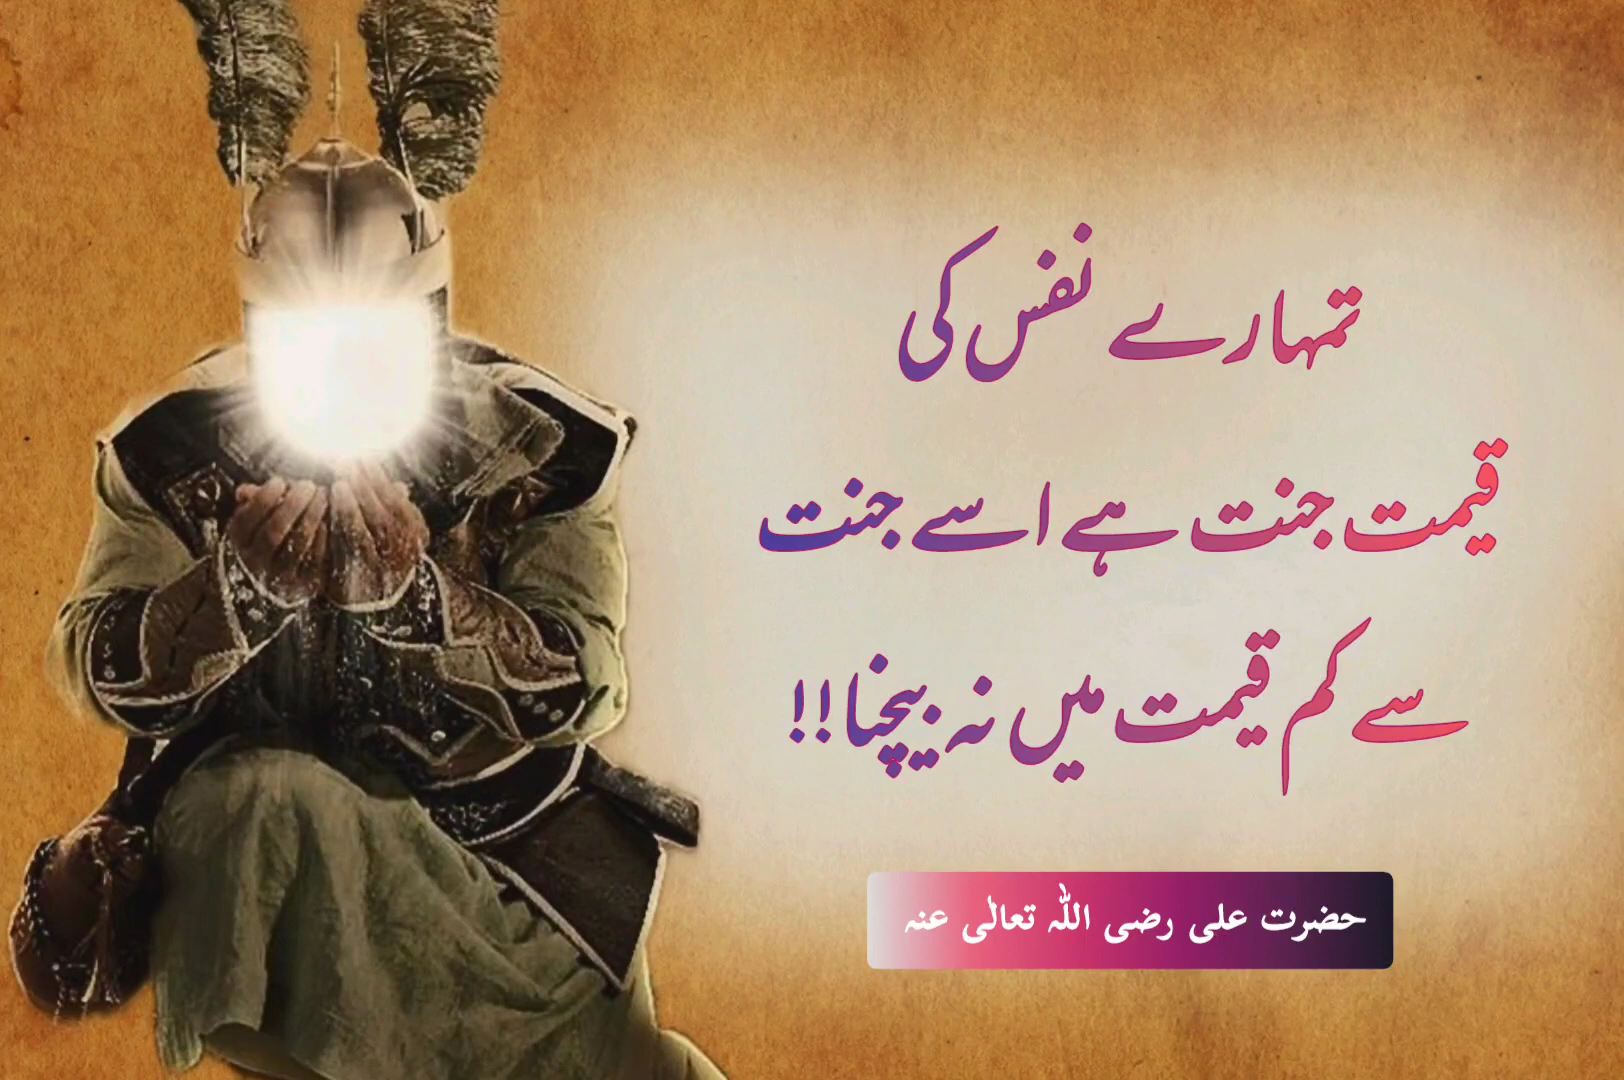 تمہارے نفس کی
قیمت جنت ہے اسے جنت
سے کم قیمت میں نہ بیچنا!!
حضرت علی رضی اللہ تعالٰی عنہ